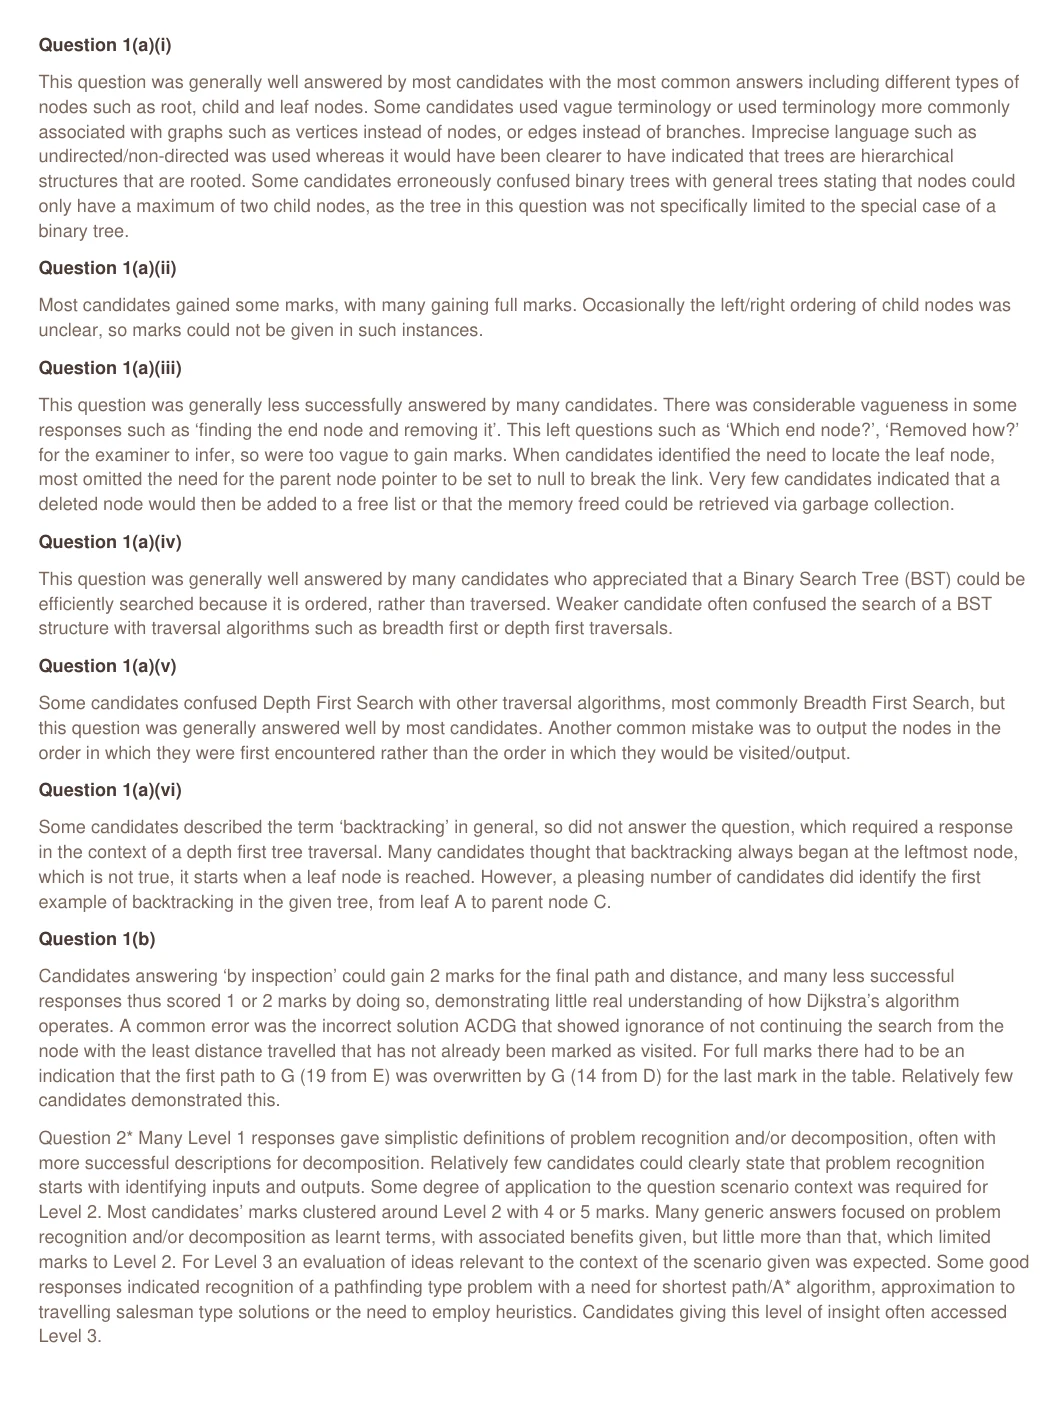 Question 1(a)(i)
This question was generally well answered by most candidates with the most common answers including different types of
nodes such as root, child and leaf nodes. Some candidates used vague terminology or used terminology more commonly
associated with graphs such as vertices instead of nodes, or edges instead of branches. Imprecise language such as
undirected/non-directed was used whereas it would have been clearer to have indicated that trees are hierarchical
structures that are rooted. Some candidates erroneously confused binary trees with general trees stating that nodes could
only have a maximum of two child nodes, as the tree in this question was not specifically limited to the special case of a
binary tree.
Question 1(a)(ii)
Most candidates gained some marks, with many gaining full marks. Occasionally the left/right ordering of child nodes was
unclear, so marks could not be given in such instances.
Question 1(a)(iii)
This question was generally less successfully answered by many candidates. There was considerable vagueness in some
responses such as ‘finding the end node and removing it’. This left questions such as ‘Which end node?’, ‘Removed how?’
for the examiner to infer, so were too vague to gain marks. When candidates identified the need to locate the leaf node,
most omitted the need for the parent node pointer to be set to null to break the link. Very few candidates indicated that a
deleted node would then be added to a free list or that the memory freed could be retrieved via garbage collection.
Question 1(a)(iv)
This question was generally well answered by many candidates who appreciated that a Binary Search Tree (BST) could be
efficiently searched because it is ordered, rather than traversed. Weaker candidate often confused the search of a BST
structure with traversal algorithms such as breadth first or depth first traversals.
Question 1(a)(v)
Some candidates confused Depth First Search with other traversal algorithms, most commonly Breadth First Search, but
this question was generally answered well by most candidates. Another common mistake was to output the nodes in the
order in which they were first encountered rather than the order in which they would be visited/output.
Question 1(a)(vi)
Some candidates described the term ‘backtracking’ in general, so did not answer the question, which required a response
in the context of a depth first tree traversal. Many candidates thought that backtracking always began at the leftmost node,
which is not true, it starts when a leaf node is reached. However, a pleasing number of candidates did identify the first
example of backtracking in the given tree, from leaf A to parent node C.
Question 1(b)
Candidates answering ‘by inspection’ could gain 2 marks for the final path and distance, and many less successful
responses thus scored 1 or 2 marks by doing so, demonstrating little real understanding of how Dijkstra’s algorithm
operates. A common error was the incorrect solution ACDG that showed ignorance of not continuing the search from the
node with the least distance travelled that has not already been marked as visited. For full marks there had to be an
indication that the first path to G (19 from E) was overwritten by G (14 from D) for the last mark in the table. Relatively few
candidates demonstrated this.
Question 2* Many Level 1 responses gave simplistic definitions of problem recognition and/or decomposition, often with
more successful descriptions for decomposition. Relatively few candidates could clearly state that problem recognition
starts with identifying inputs and outputs. Some degree of application to the question scenario context was required for
Level 2. Most candidates’ marks clustered around Level 2 with 4 or 5 marks. Many generic answers focused on problem
recognition and/or decomposition as learnt terms, with associated benefits given, but little more than that, which limited
marks to Level 2. For Level 3 an evaluation of ideas relevant to the context of the scenario given was expected. Some good
responses indicated recognition of a pathfinding type problem with a need for shortest path/A* algorithm, approximation to
travelling salesman type solutions or the need to employ heuristics. Candidates giving this level of insight often accessed
Level 3.